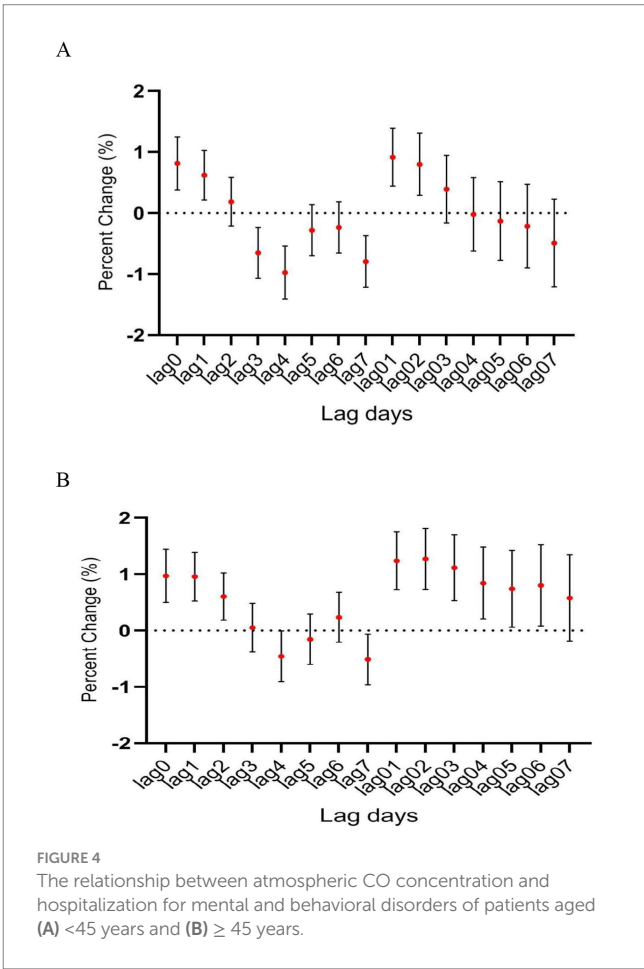 A
Percent Change (%)
2
1
0
-1
-2
lag0 lag1 lag2 lag3 lag4 lag5 lag6 lag7 lag01 lag02 lag03 lag04 lag05 lag06 lag07
Lag days
B
Percent Change (%)
2
1
0
-1
-2
lag0 lag1 lag2 lag3 lag4 lag5 lag6 lag7 lag01 lag02 lag03 lag04 lag05 lag06 lag07
Lag days
FIGURE 4
The relationship between atmospheric CO concentration and
hospitalization for mental and behavioral disorders of patients aged
(A) <45 years and (B) ≥ 45 years.